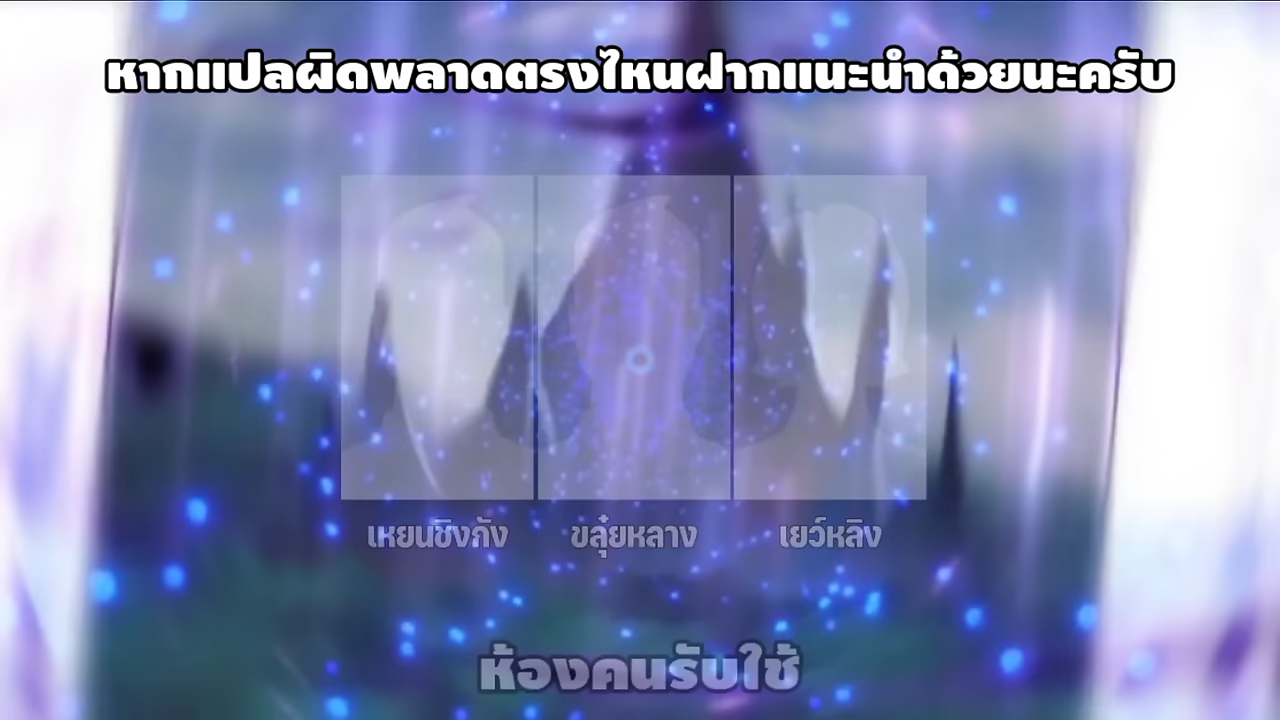 หากแปลผิดพลาดตรงไหนฝากแนะนำด้วยนะครับ
เหยนชิงกัง ขลุ๋ยหลาง เยว์หลิง
ห้องคนรับใช้